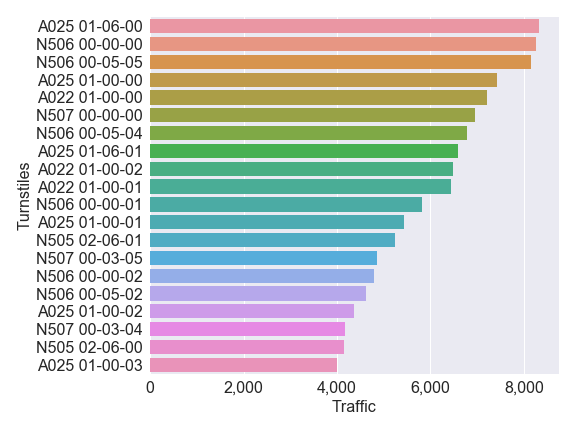 A025 01-06-00
N506 00-00-00
N506 00-05-05
A025 01-00-00
A022 01-00-00
N507 00-00-00
N506 00-05-04
A025 01-06-01
A022 01-00-02
A022 01-00-01
N506 00-00-01
A025 01-00-01
N505 02-06-01
N507 00-03-05
N506 00-00-02
N506 00-05-02
A025 01-00-02
N507 00-03-04
N505 02-06-00
A025 01-00-03
Turnstiles
0 2,000 4,000 6,000 8,000
Traffic